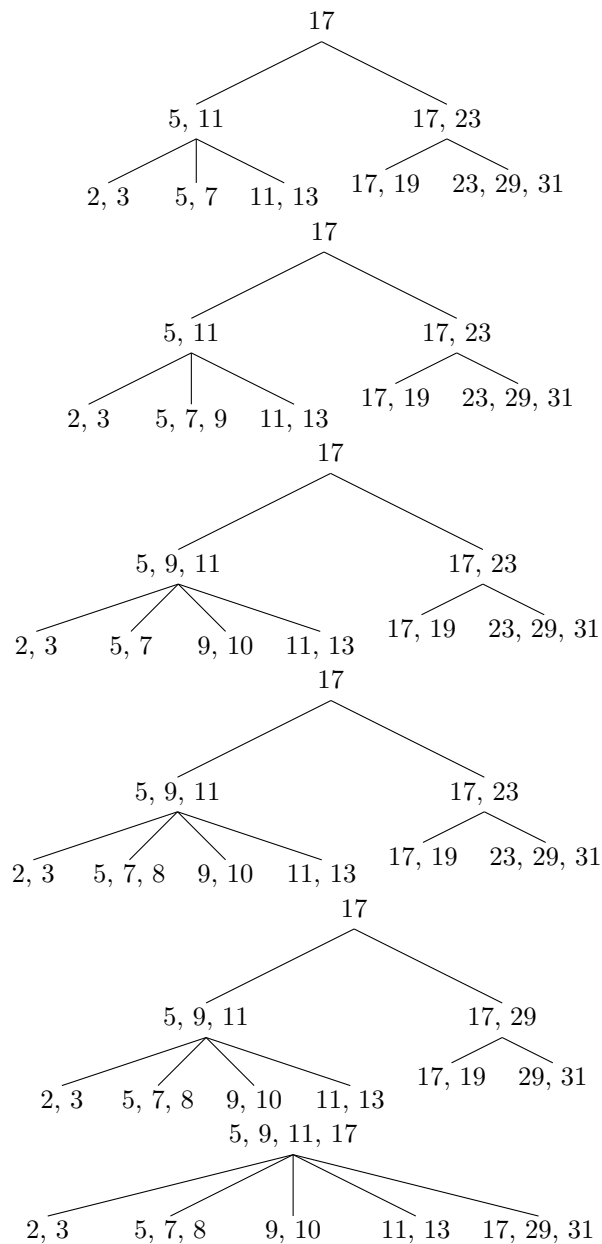 17
5, 11 17, 23
2, 3 5, 7 11, 13 17, 19 23, 29, 31
17
5, 11 17, 23
2, 3 5, 7, 9 11, 13 17, 19 23, 29, 31
17
5, 9, 11 17, 23
2, 3 5, 7 9, 10 11, 13 17, 19 23, 29, 31
17
5, 9, 11 17, 23
2, 3 5, 7, 8 9, 10 11, 13 17, 19 23, 29, 31
17
5, 9, 11 17, 29
2, 3 5, 7, 8 9, 10 11, 13 17, 19 29, 31
5, 9, 11, 17
2, 3 5, 7, 8 9, 10 11, 13 17, 29, 31